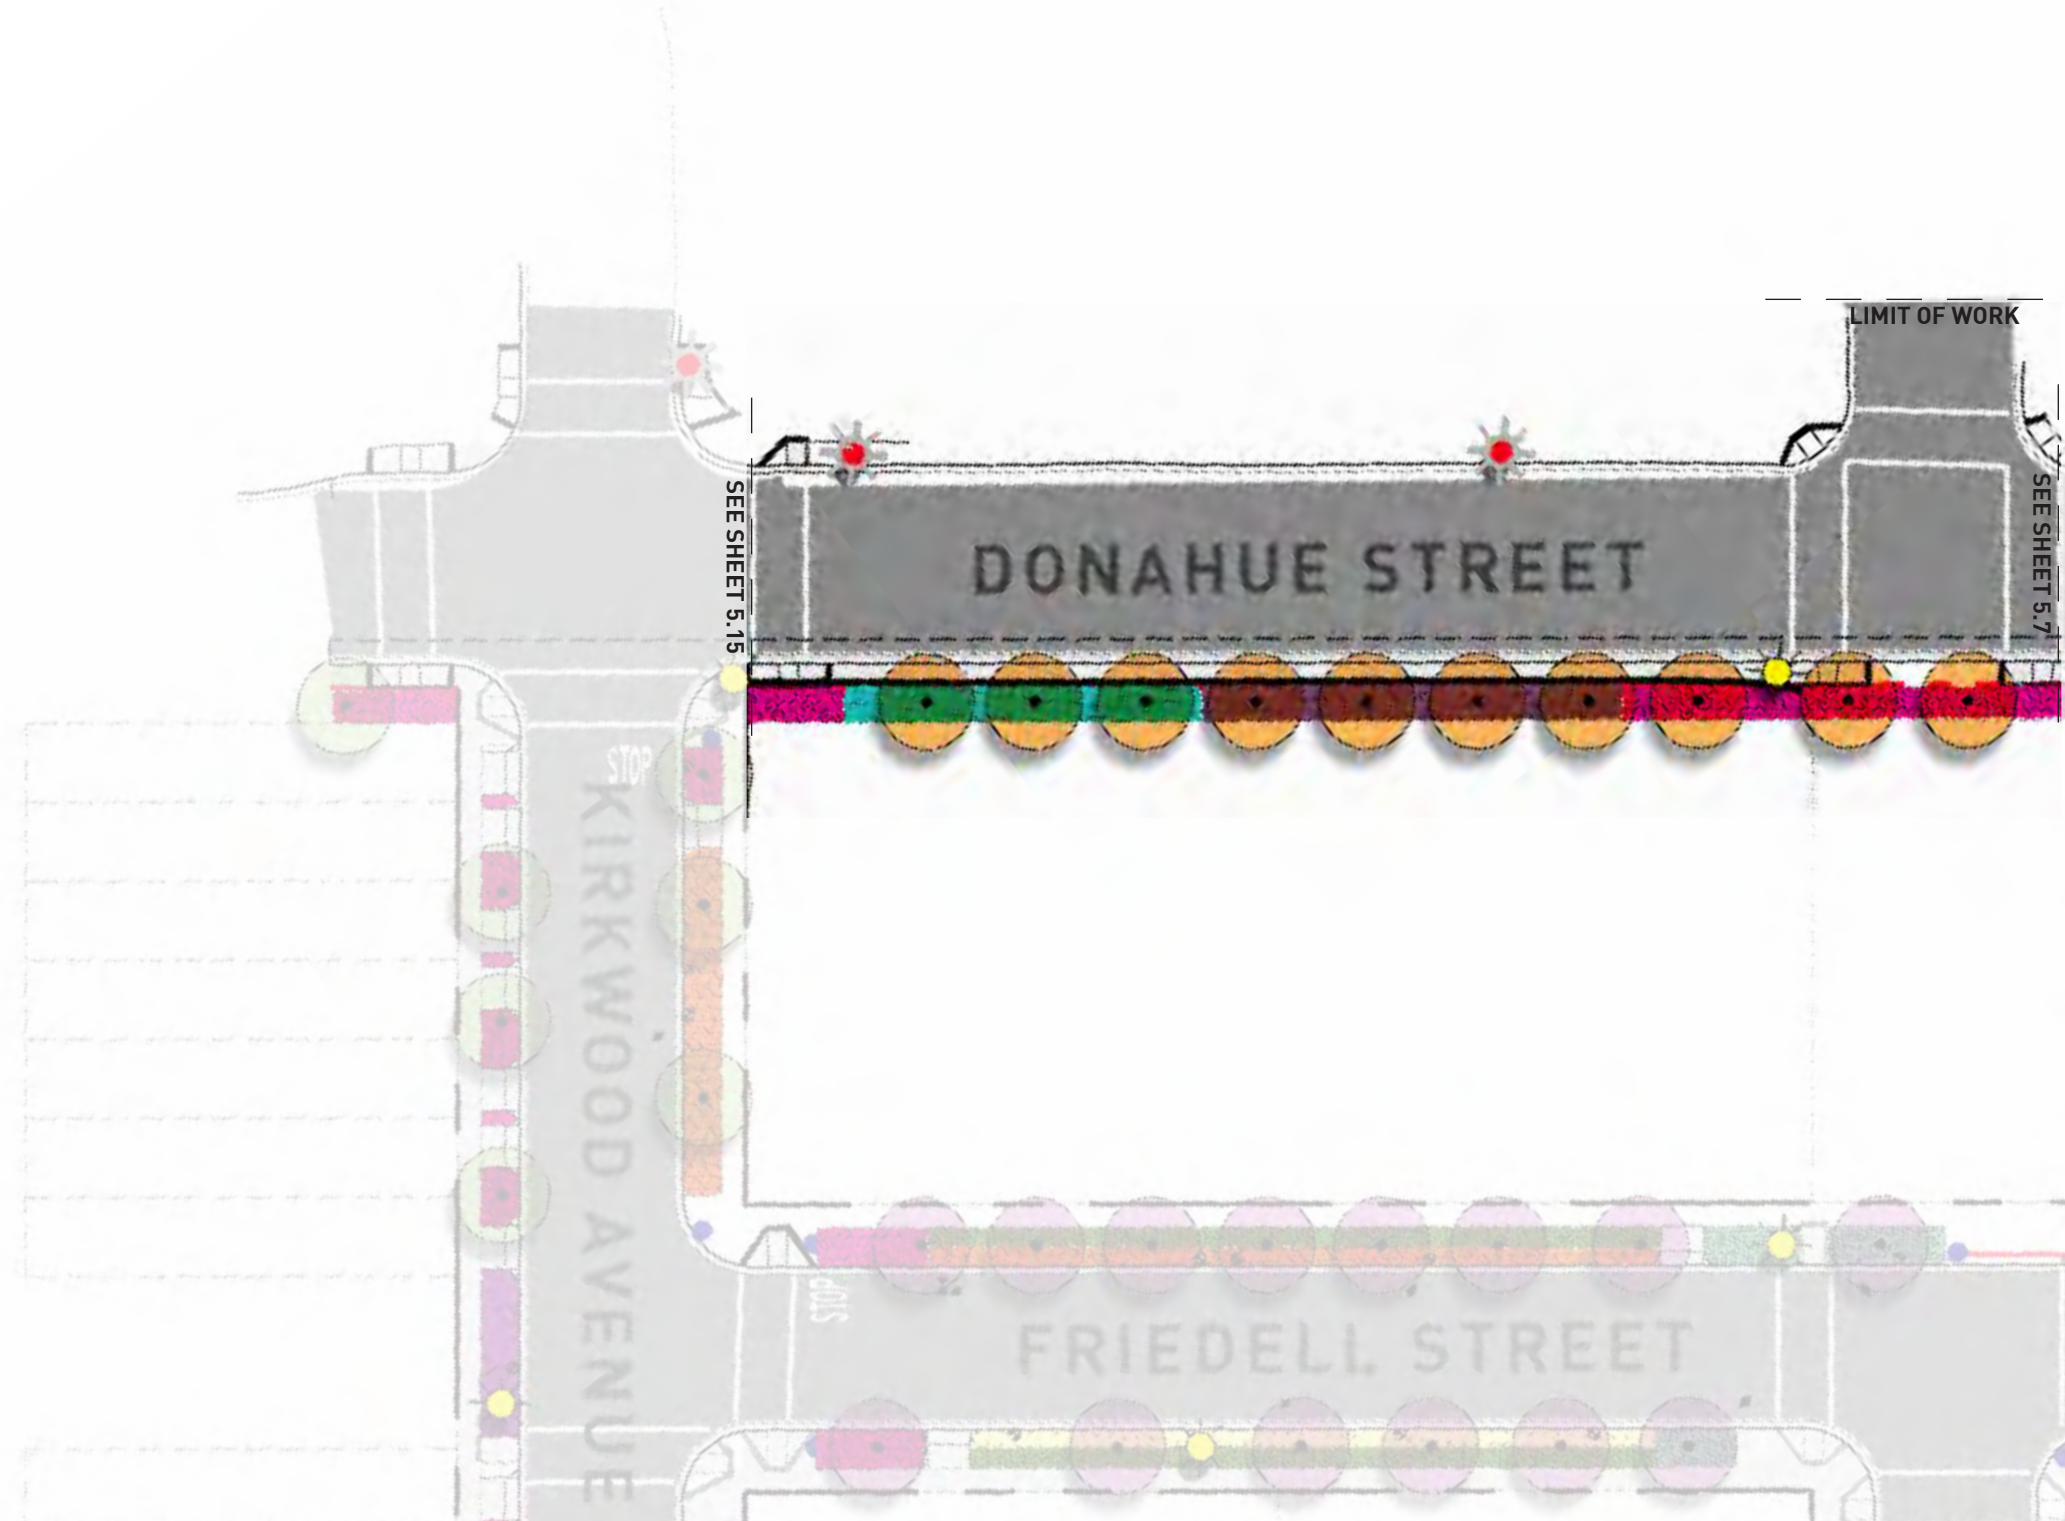 LIMIT OF WORK
SEE SHEET 5.15
SEE SHEET 5.7
DONAHUE STREET
STOP
KIRKWOOD AVENUE
STOP
FRIEDELL STREET